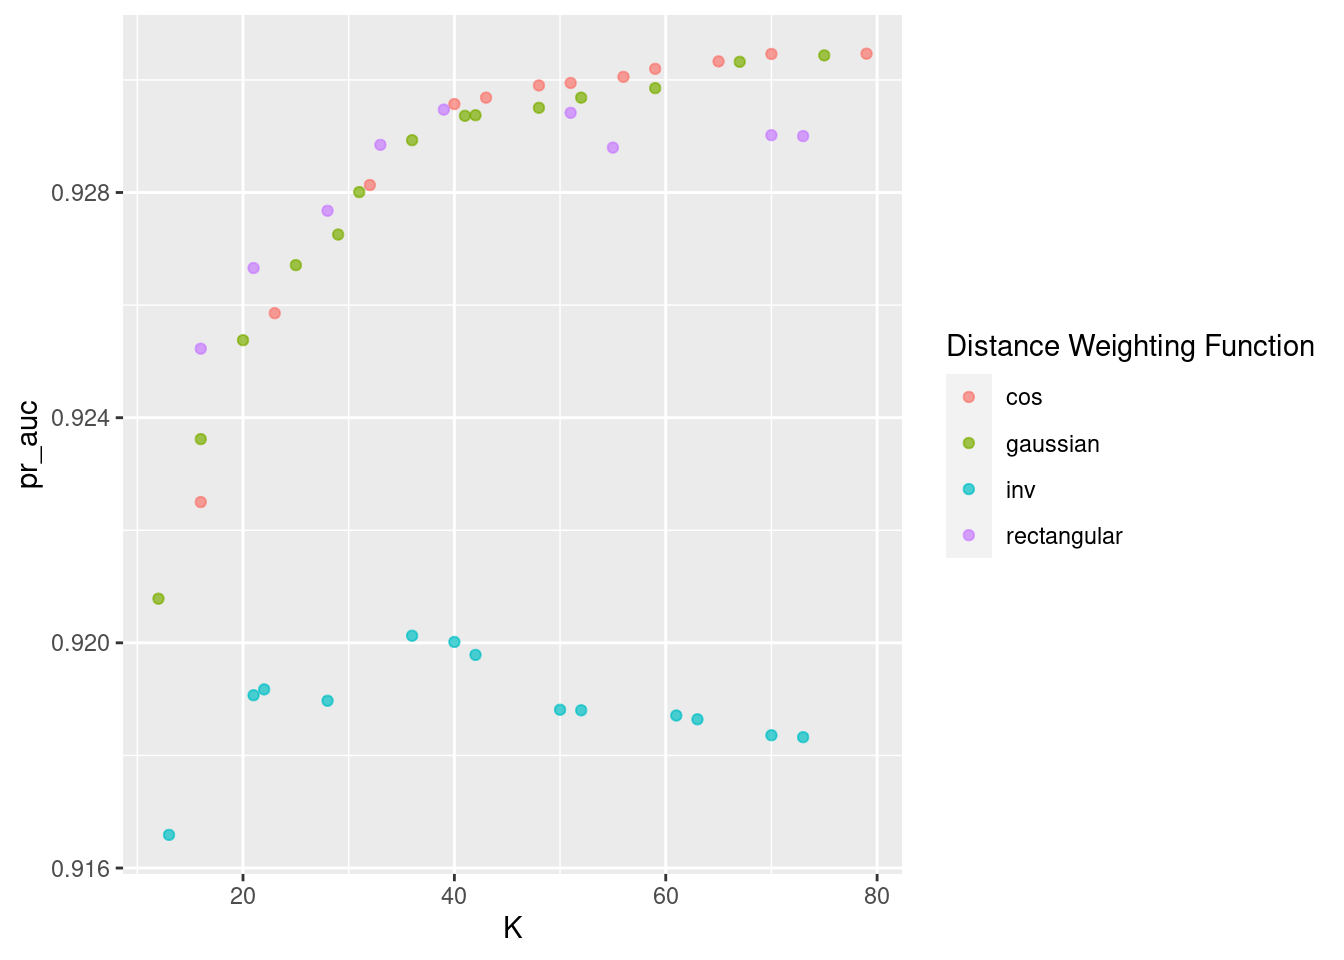 0.928
0.924
0.920
0.916
pr_auc
20 40 60 80
K
Distance Weighting Function
cos
gaussian
inv
rectangular